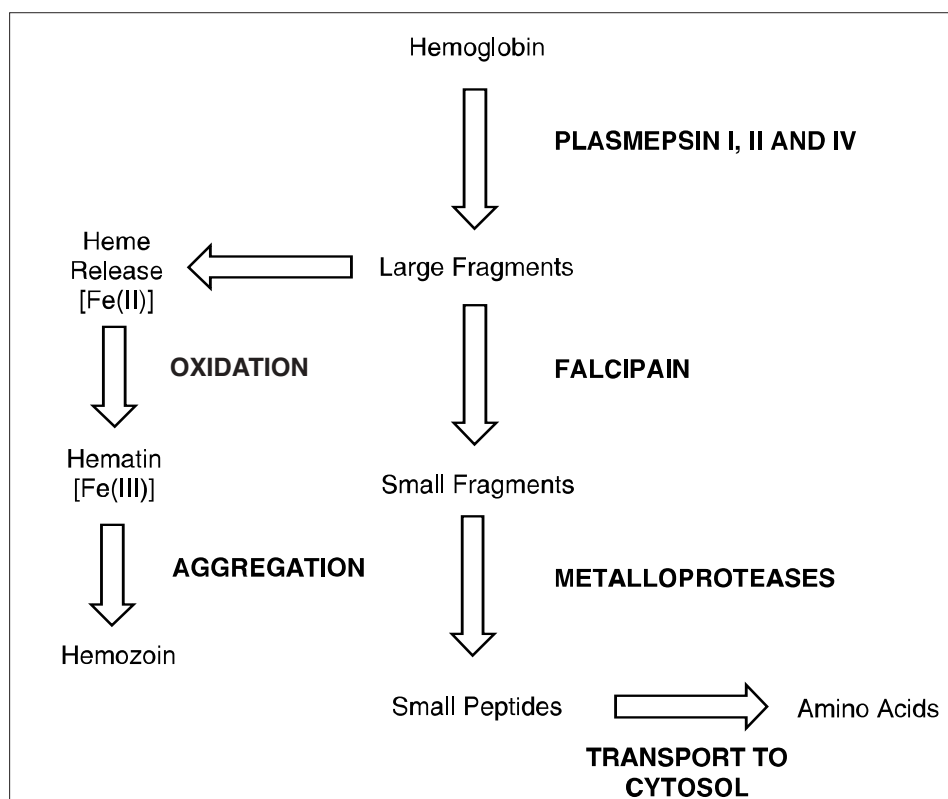 Hemoglobin
PLASMEPSIN I, II AND IV
Heme
Release
[Fe(II)]
Large Fragments
OXIDATION
FALCIPAIN
Hematin
[Fe(III)]
Small Fragments
AGGREGATION
METALLOPROTEASES
Hemozoin
Small Peptides
Amino Acids
TRANSPORT TO
CYTOSOL